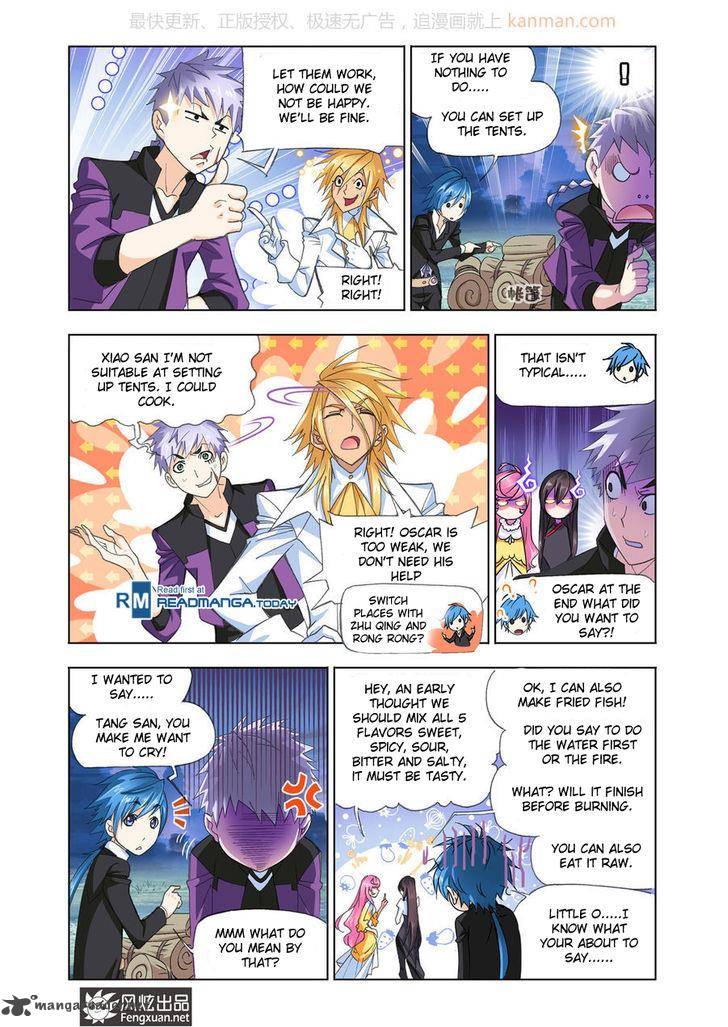 最快更新、正版授权、极速无广告，追漫画就上 kanman.com
LET THEM WORK,
HOW COULD WE
NOT BE HAPPY.
WE'LL BE FINE.
RIGHT!
RIGHT!
IF YOU HAVE
NOTHING TO
DO.....
YOU CAN SET UP
THE TENTS.
!
帐篷
XIAO SAN I'M NOT
SUITABLE AT SETTING
UP TENTS. I COULD
COOK.
RIGHT! OSCAR IS
TOO WEAK, WE
DON'T NEED HIS
HELP
SWITCH
PLACES WITH
ZHU QING AND
RONG RONG?
RM Read first at
READMANGA.TODAY
THAT ISN'T
TYPICAL.....
OSCAR AT THE
END WHAT DID
YOU WANT TO
SAY?!
I WANTED TO
SAY.....
TANG SAN, YOU
MAKE ME WANT
TO CRY!
MMM WHAT DO
YOU MEAN BY
THAT?
HEY, AN EARLY
THOUGHT WE
SHOULD MIX ALL 5
FLAVORS SWEET,
SPICY, SOUR,
BITTER AND SALTY,
IT MUST BE TASTY.
OK, I CAN ALSO
MAKE FRIED FISH!
DID YOU SAY TO DO
THE WATER FIRST
OR THE FIRE.
WHAT? WILL IT FINISH
BEFORE BURNING.
YOU CAN ALSO
EAT IT RAW.
LITTLE O.....I
KNOW WHAT
YOUR ABOUT TO
SAY......
风炫出品
Fengxuan.net